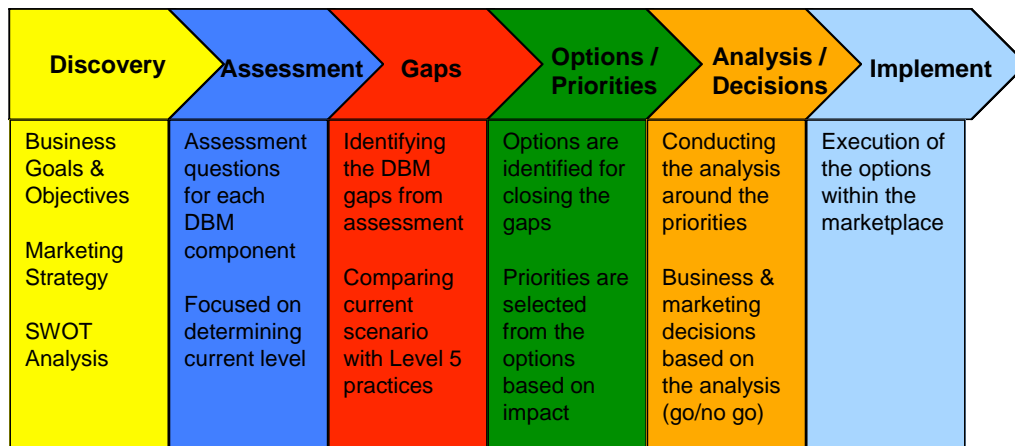 Discovery
Assessment
Gaps
Options /
Priorities
Analysis /
Decisions
Implement
Business
Goals &
Objectives
Marketing
Strategy
SWOT
Analysis
Assessment
questions
for each
DBM
component
Focused on
determining
current level
Identifying
the DBM
gaps from
assessment
Comparing
current
scenario
with Level 5
practices
Options are
identified for
closing the
gaps
Priorities are
selected
from the
options
based on
impact
Conducting
the analysis
around the
priorities
Business &
marketing
decisions
based on
the analysis
(go/no go)
Execution of
the options
within the
marketplace